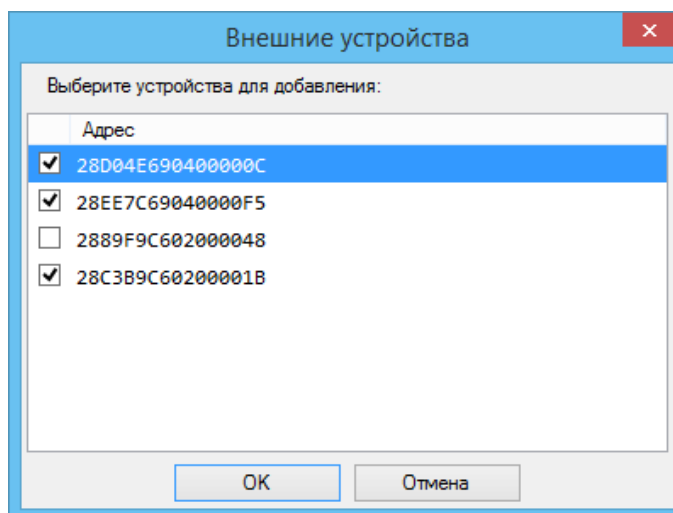 Внешние устройства
Выберите устройства для добавления:
Адрес
28D04E690400000C
28EE7C69040000F5
2889F9C602000048
28C3B9C60200001B
OK
Отмена